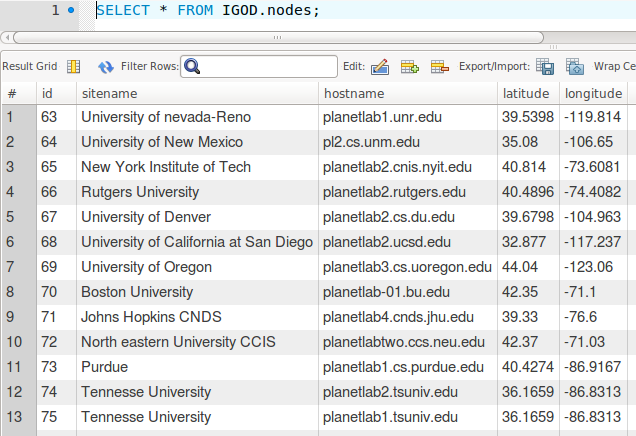 1 SELECT * FROM IGOD.nodes;
Result Grid Filter Rows: Edit: Export/Import: Wrap Ce
# id sitename hostname latitude longitude
1 63 University of nevada-Reno planetlab1.unr.edu 39.5398 -119.814
2 64 University of New Mexico pl2.cs.unm.edu 35.08 -106.65
3 65 New York Institute of Tech planetlab2.cnis.nyit.edu 40.814 -73.6081
4 66 Rutgers University planetlab2.rutgers.edu 40.4896 -74.4082
5 67 University of Denver planetlab2.cs.du.edu 39.6798 -104.963
6 68 University of California at San Diego planetlab2.ucsd.edu 32.877 -117.237
7 69 University of Oregon planetlab3.cs.uoregon.edu 44.04 -123.06
8 70 Boston University planetlab-01.bu.edu 42.35 -71.1
9 71 Johns Hopkins CNDS planetlab4.cnds.jhu.edu 39.33 -76.6
10 72 North eastern University CCIS planetlabtwo.ccs.neu.edu 42.37 -71.03
11 73 Purdue planetlab1.cs.purdue.edu 40.4274 -86.9167
12 74 Tennesse University planetlab2.tsuniv.edu 36.1659 -86.8313
13 75 Tennesse University planetlab1.tsuniv.edu 36.1659 -86.8313